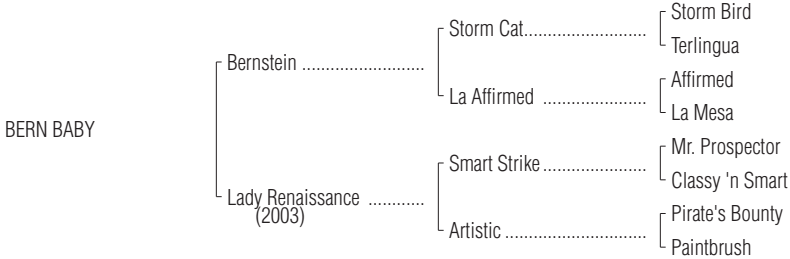 Storm Bird
Storm Cat..........................
Terlingua
Bernstein ..........................
Affirmed
La Affirmed ......................
La Mesa
BERN BABY
Mr. Prospector
Smart Strike......................
Classy 'n Smart
Lady Renaissance ............
(2003)
Pirate's Bounty
Artistic ..............................
Paintbrush